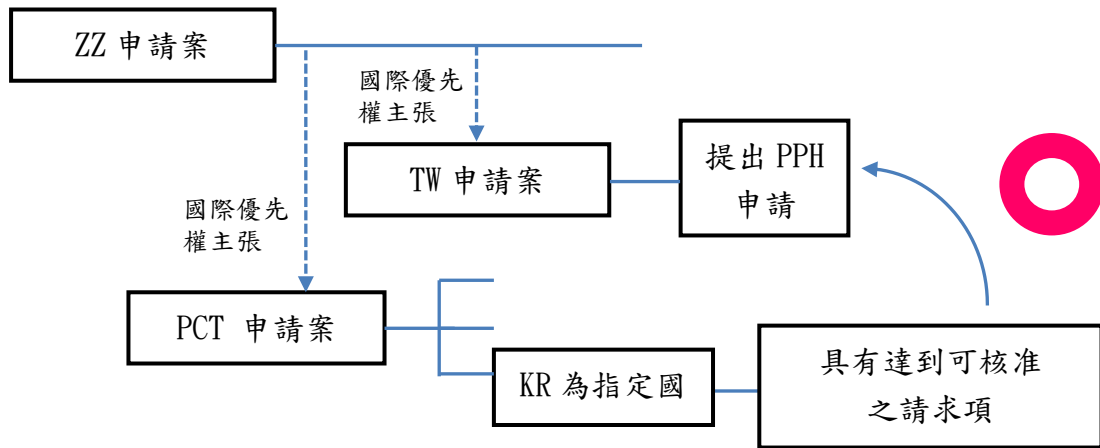 ZZ 申請案
國際優先
權主張
TW 申請案
提出 PPH
申請
國際優先
權主張
PCT 申請案
KR 為指定國
具有達到可核准
之請求項